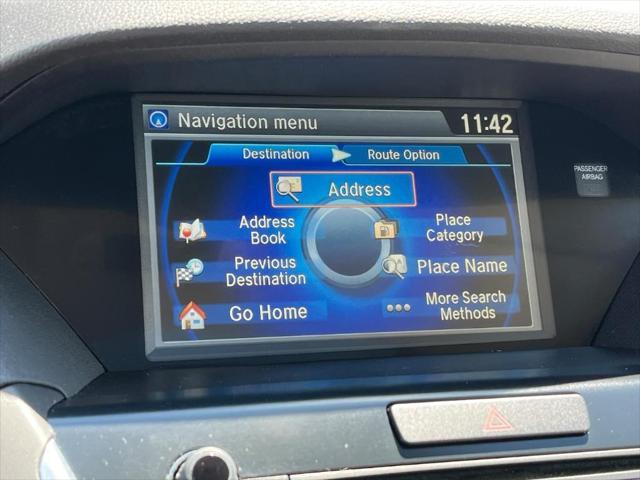 Navigation menu
11:42
Destination
Route Option
PASSENGER
AIRBAG
Address
Address
Book
Place
Category
Previous
Destination
Place Name
Go Home
More Search
Methods